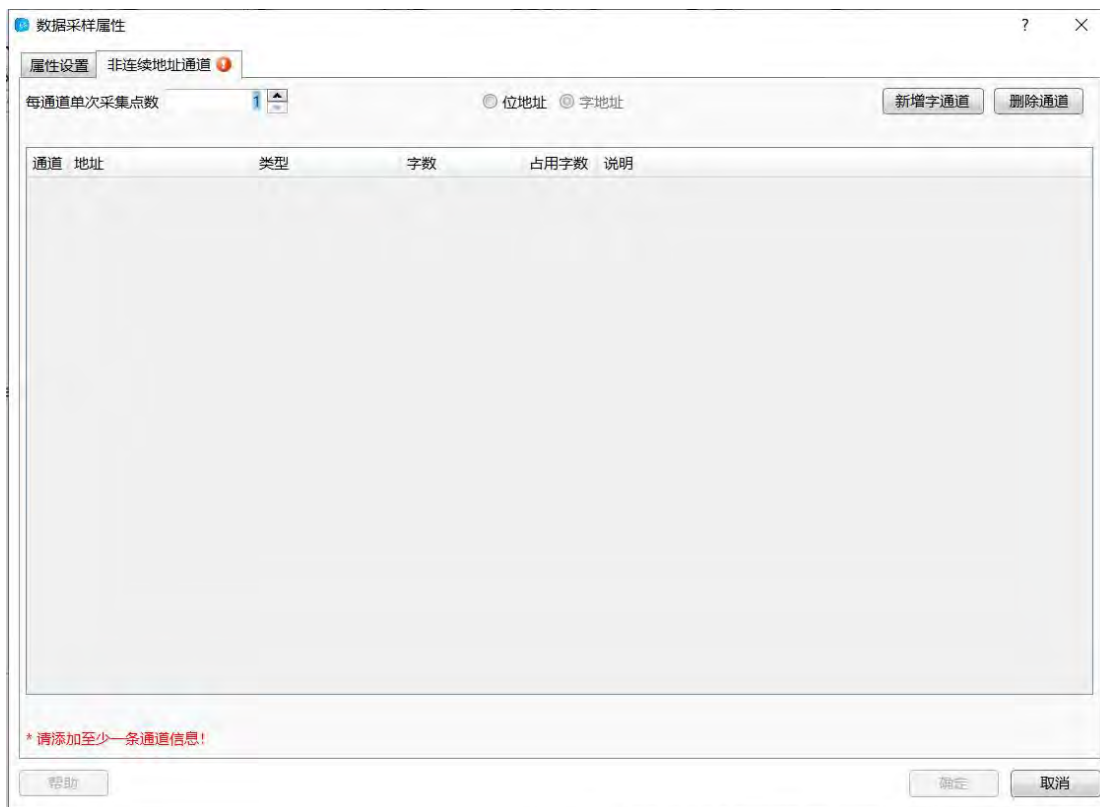 数据采样属性 ?
属性设置 非连续地址通道
每通道单次采集点数 1 位地址 字地址 新增字通道 删除通道
通道 地址 类型 字数 占用字数 说明
* 请添加至少一条通道信息!
帮助 确定 取消